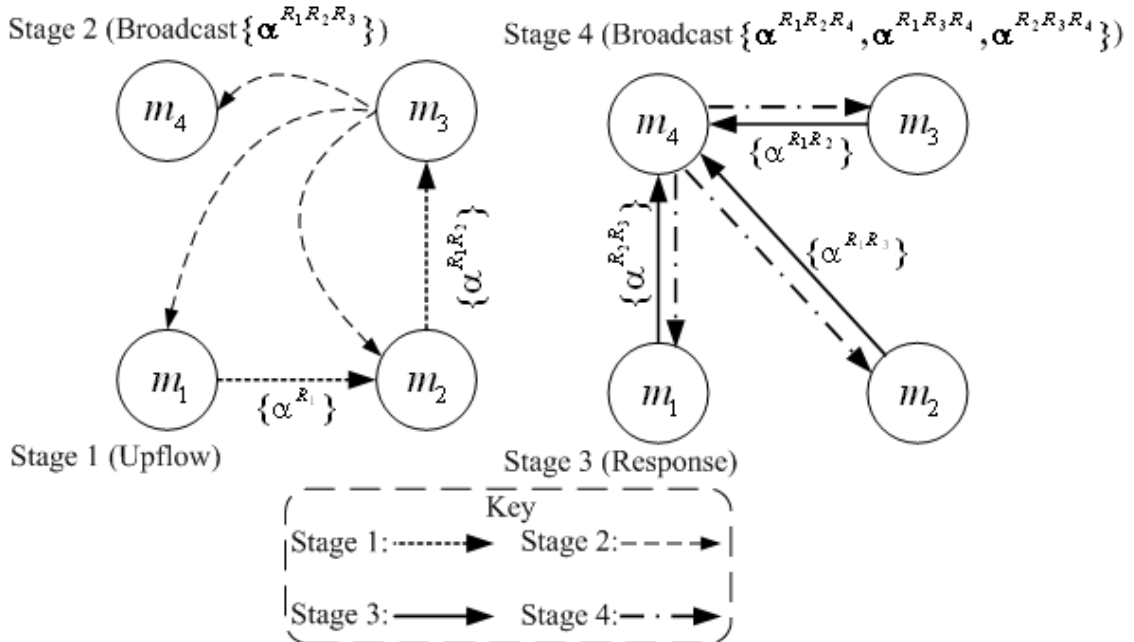 Stage 2 (Broadcast{α^{R₁R₂R₃}})
Stage 4 (Broadcast {α^{R₁R₂R₄}, α^{R₁R₃R₄}, α^{R₂R₃R₄}})
m₄
m₃
m₄
m₃
{α^{R₁R₂}}
{α^{R₁R₂}}
{α^{R₂R₃}}
{α^{R₁R₃}}
m₁
m₂
m₁
m₂
{α^{R₁}}
Stage 1 (Upflow)
Stage 3 (Response)
Key
Stage 1:
Stage 2:
Stage 3:
Stage 4: